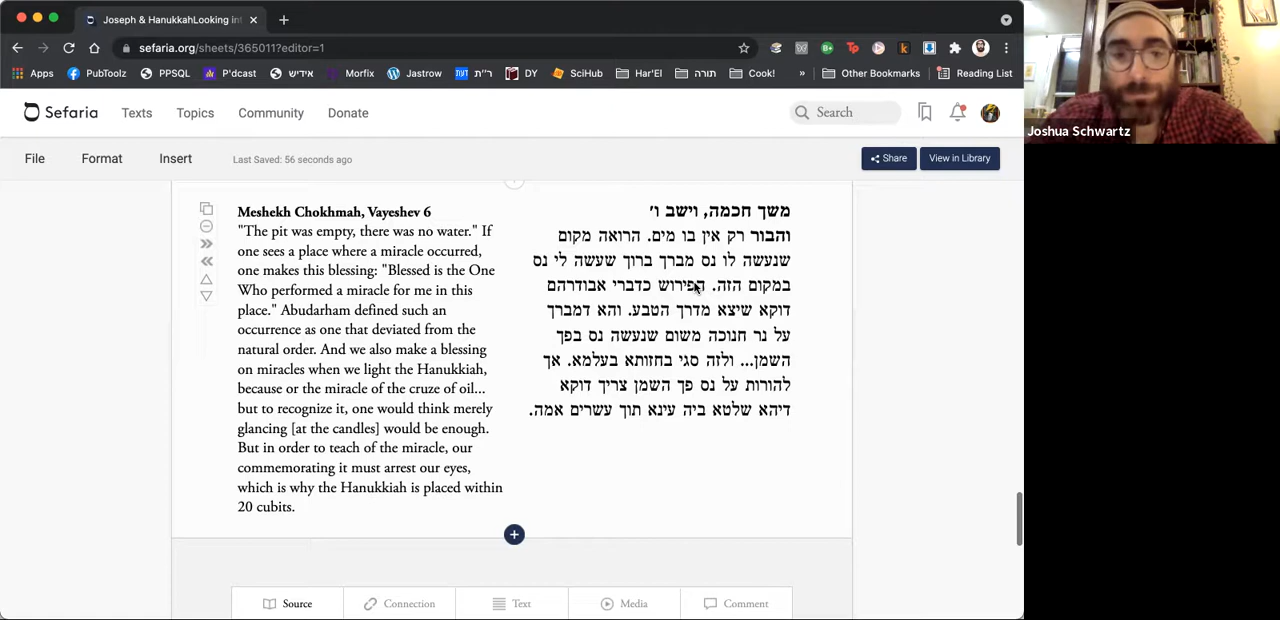 Joseph & HanukkahLooking in
sefaria.org/sheets/365011?editor=1
Apps PubToolz PPSQL P'dcast אידיש Morfix Jastrow ר״ת DY SciHub Har'El תורה Cook! » Other Bookmarks Reading List
Sefaria Texts Topics Community Donate Search
File Format Insert Last Saved: 56 seconds ago Share View in Library
Meshekh Chokhmah, Vayeshev 6
"The pit was empty, there was no water." If
one sees a place where a miracle occurred,
one makes this blessing: "Blessed is the One
Who performed a miracle for me in this
place." Abudarham defined such an
occurrence as one that deviated from the
natural order. And we also make a blessing
on miracles when we light the Hanukkiah,
because or the miracle of the cruze of oil...
but to recognize it, one would think merely
glancing [at the candles] would be enough.
But in order to teach of the miracle, our
commemorating it must arrest our eyes,
which is why the Hanukkiah is placed within
20 cubits.
משך חכמה, וישב ו׳
והבור רק אין בו מים. הרואה מקום
שנעשה לו נס מברך ברוך שעשה לי נס
במקום הזה. הפירוש כדברי אבודרהם
דוקא שיצא מדרך הטבע. והא דמברך
על נר חנוכה משום שנעשה נס בפך
השמן... ולזה סגי בחזותא בעלמא. אך
להורות על נס פך השמן צריך דוקא
דיהא שלטא ביה עינא תוך עשרים אמה.
Source Connection Text Media Comment
Joshua Schwartz